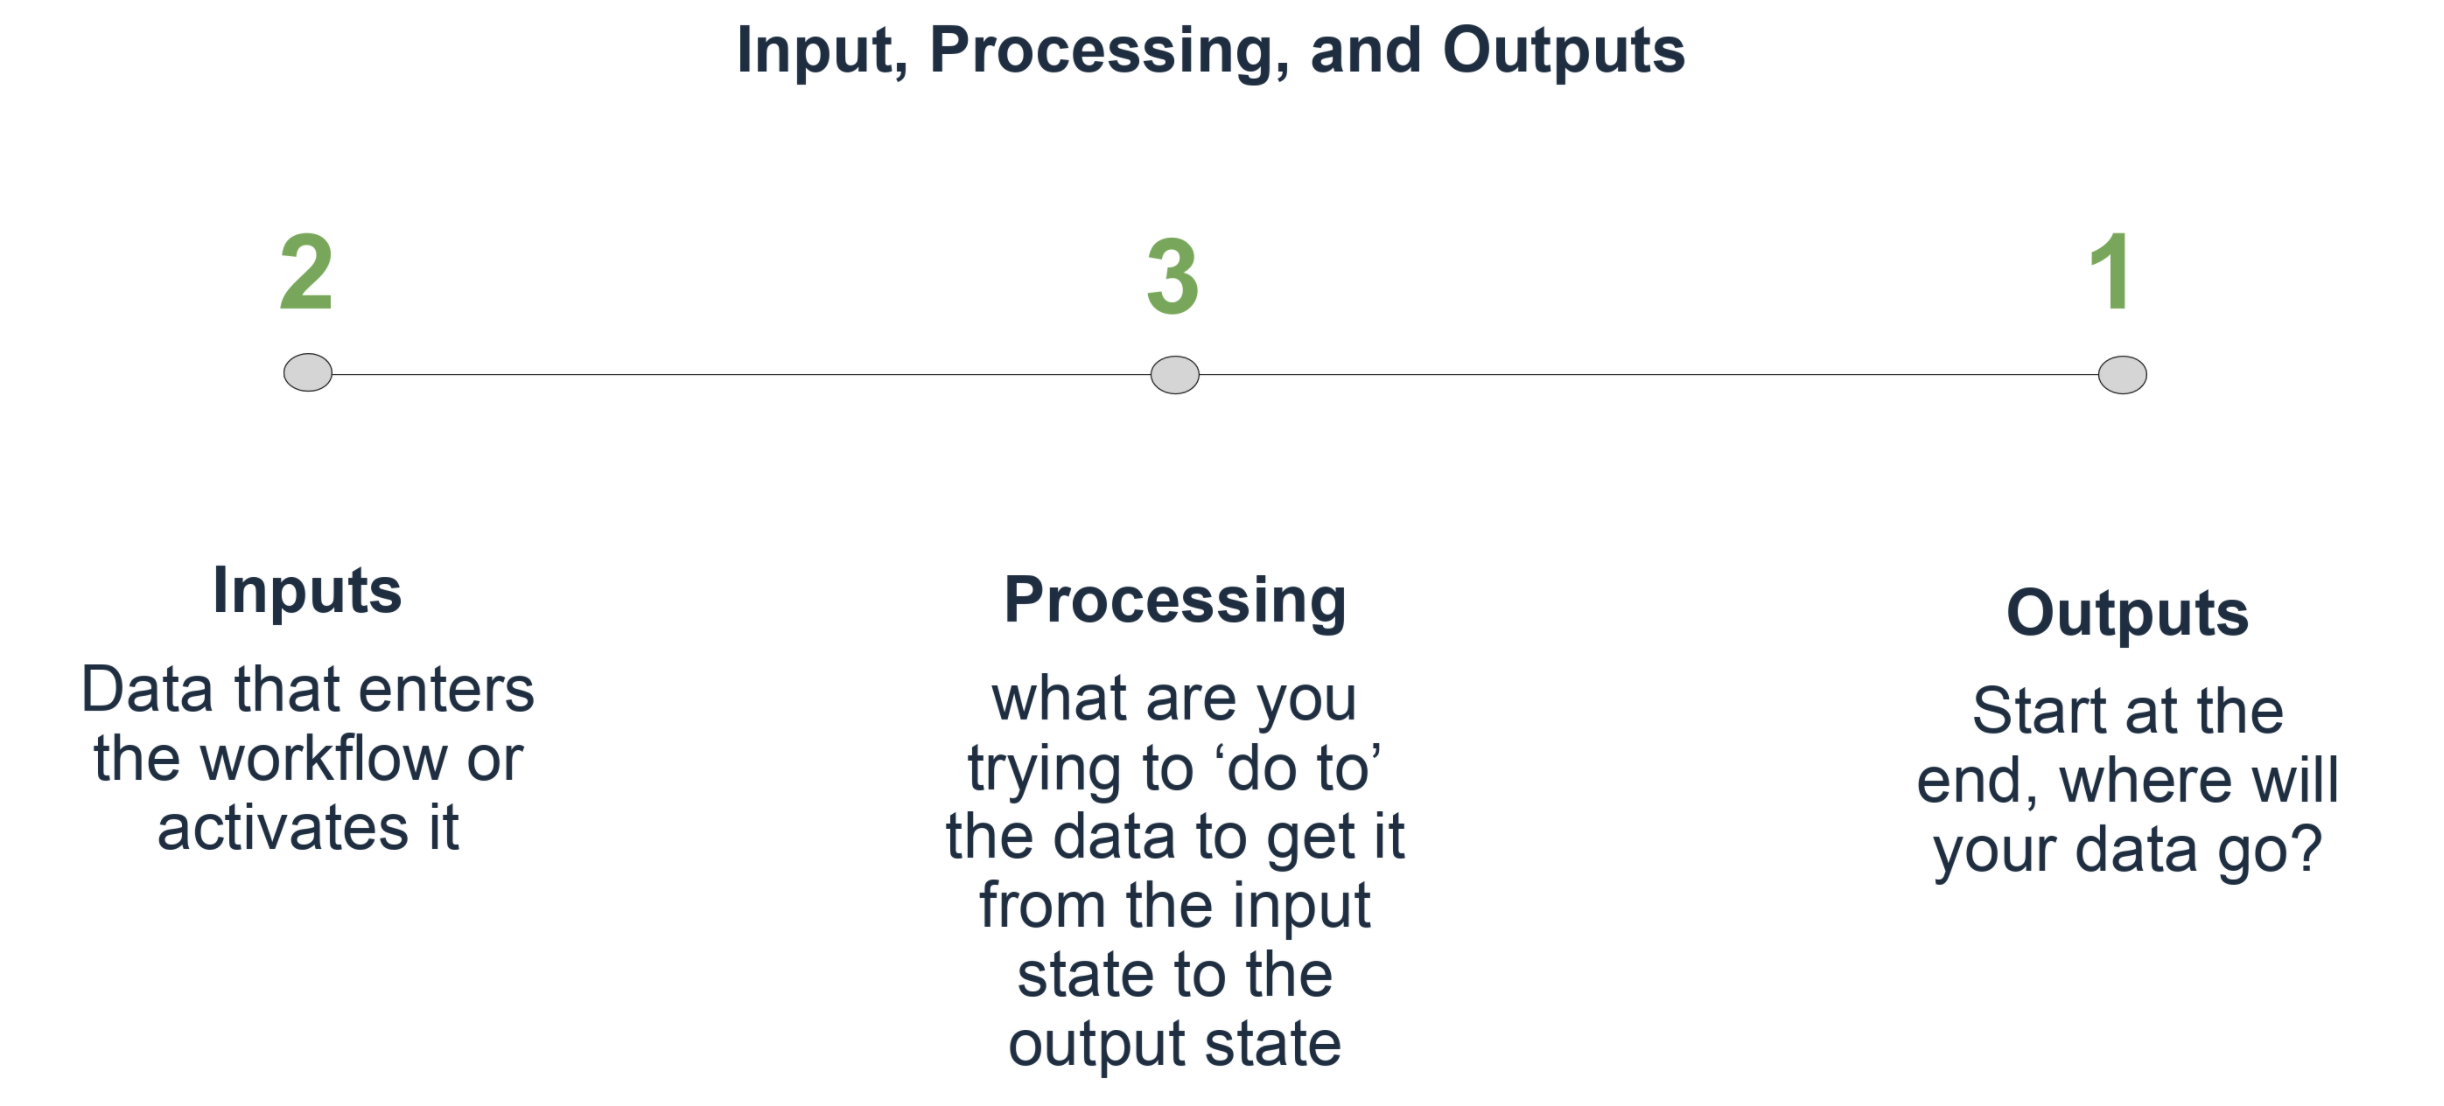 Input, Processing, and Outputs
2
3
1
Inputs
Data that enters
the workflow or
activates it
Processing
what are you
trying to ‘do to’
the data to get it
from the input
state to the
output state
Outputs
Start at the
end, where will
your data go?